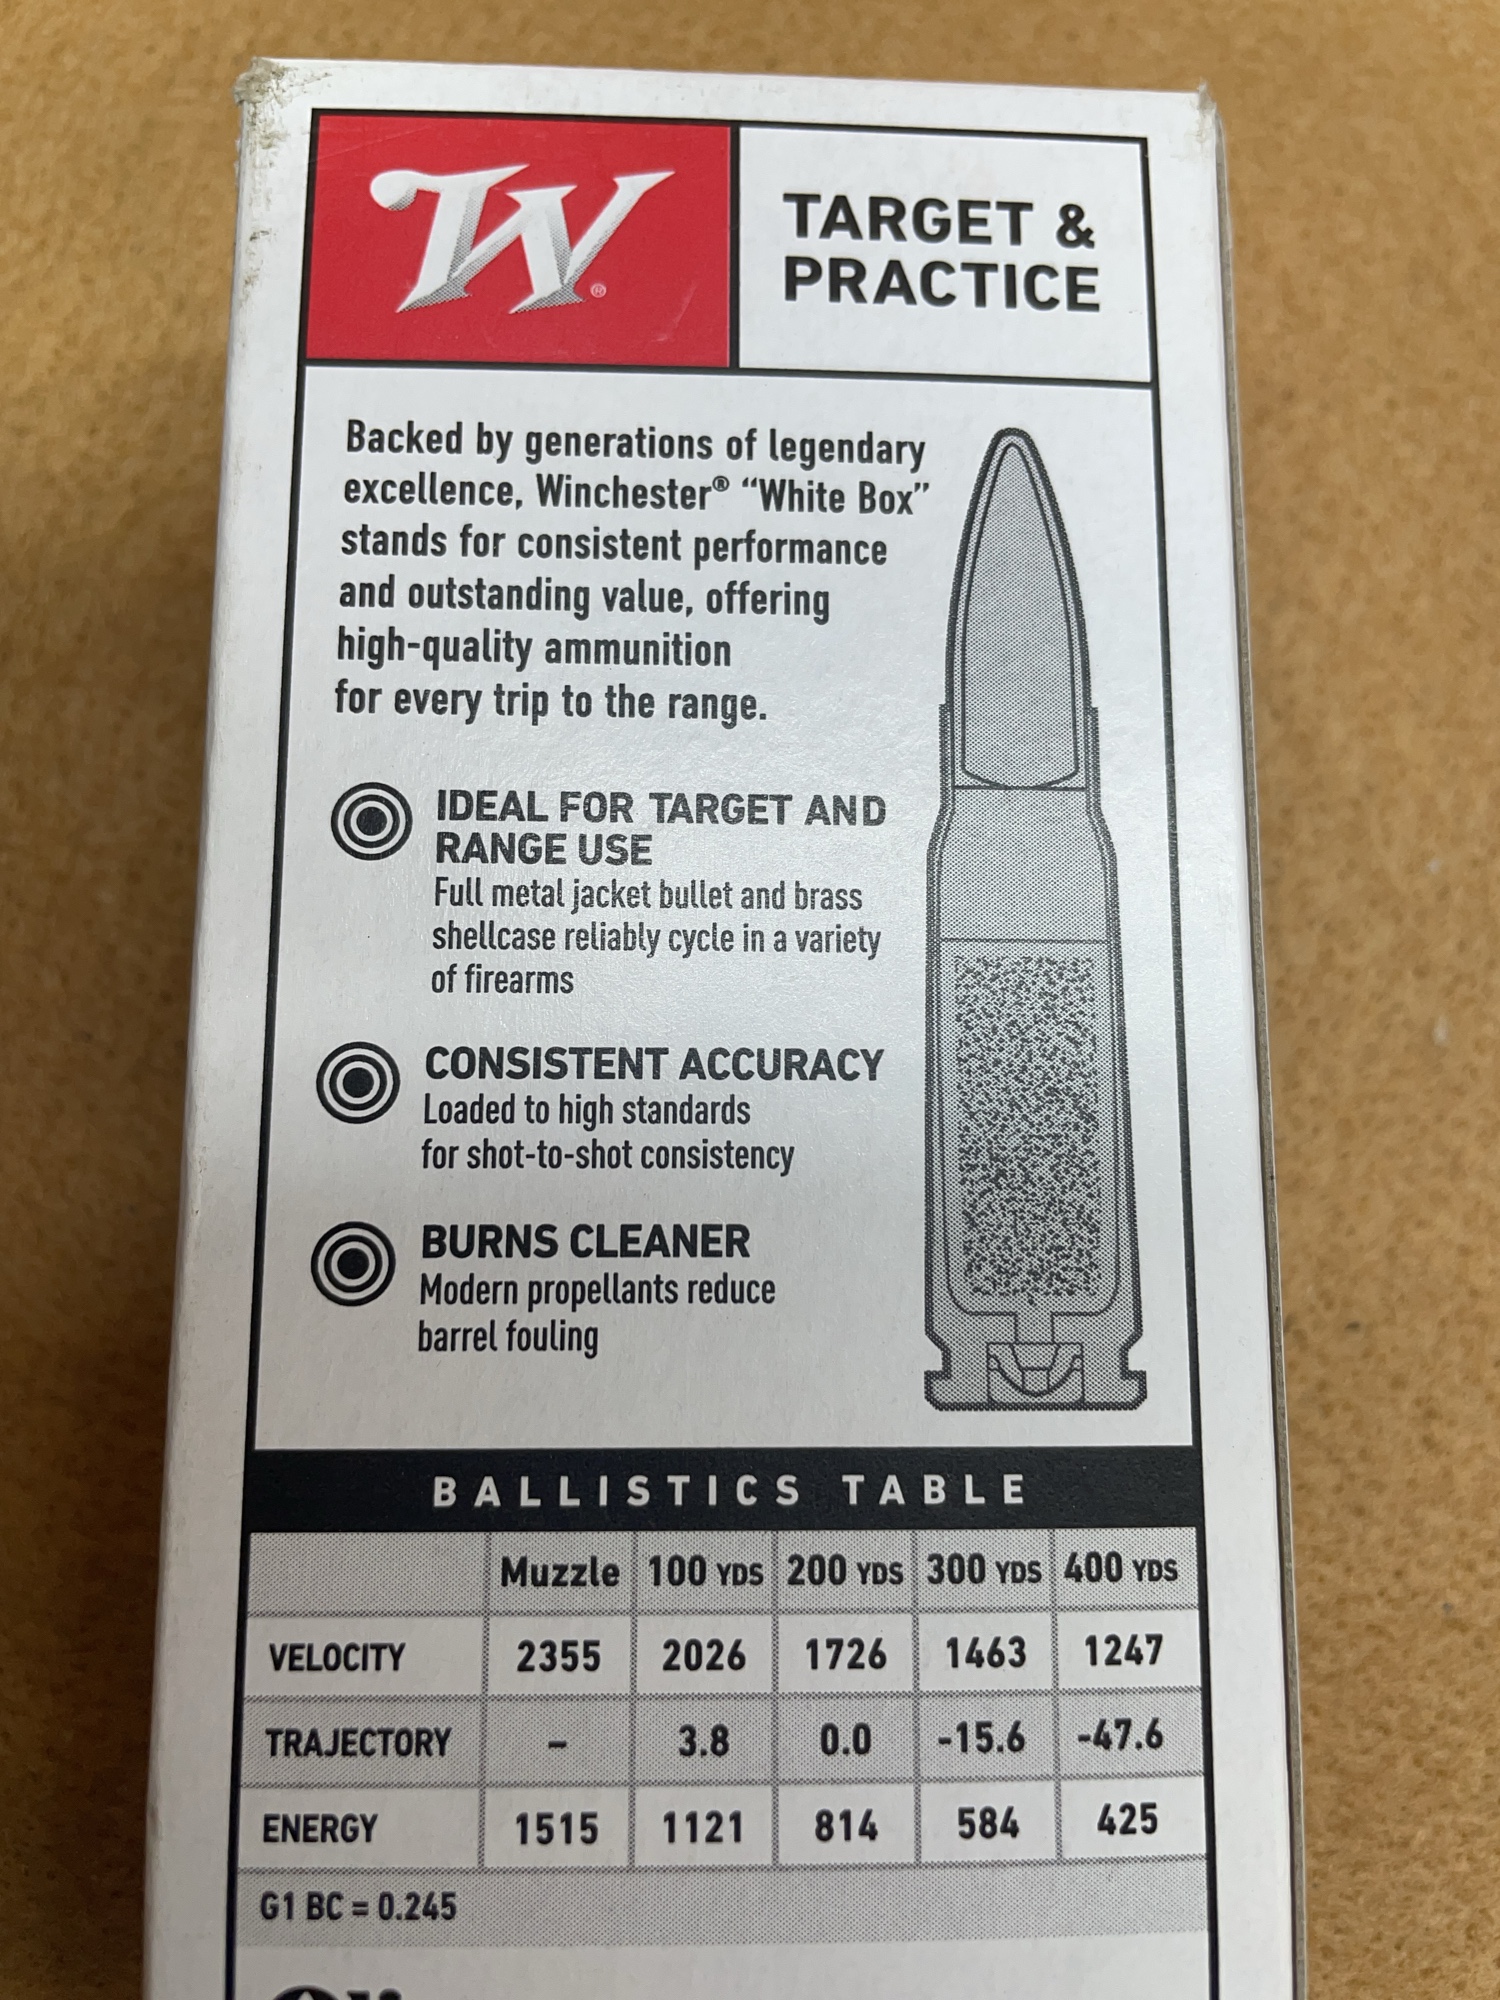 W®
TARGET &
PRACTICE
Backed by generations of legendary
excellence, Winchester® “White Box”
stands for consistent performance
and outstanding value, offering
high-quality ammunition
for every trip to the range.
IDEAL FOR TARGET AND
RANGE USE
Full metal jacket bullet and brass
shellcase reliably cycle in a variety
of firearms
CONSISTENT ACCURACY
Loaded to high standards
for shot-to-shot consistency
BURNS CLEANER
Modern propellants reduce
barrel fouling
BALLISTICS TABLE
Muzzle 100 YDS 200 YDS 300 YDS 400 YDS
VELOCITY 2355 2026 1726 1463 1247
TRAJECTORY – 3.8 0.0 -15.6 -47.6
ENERGY 1515 1121 814 584 425
G1 BC = 0.245